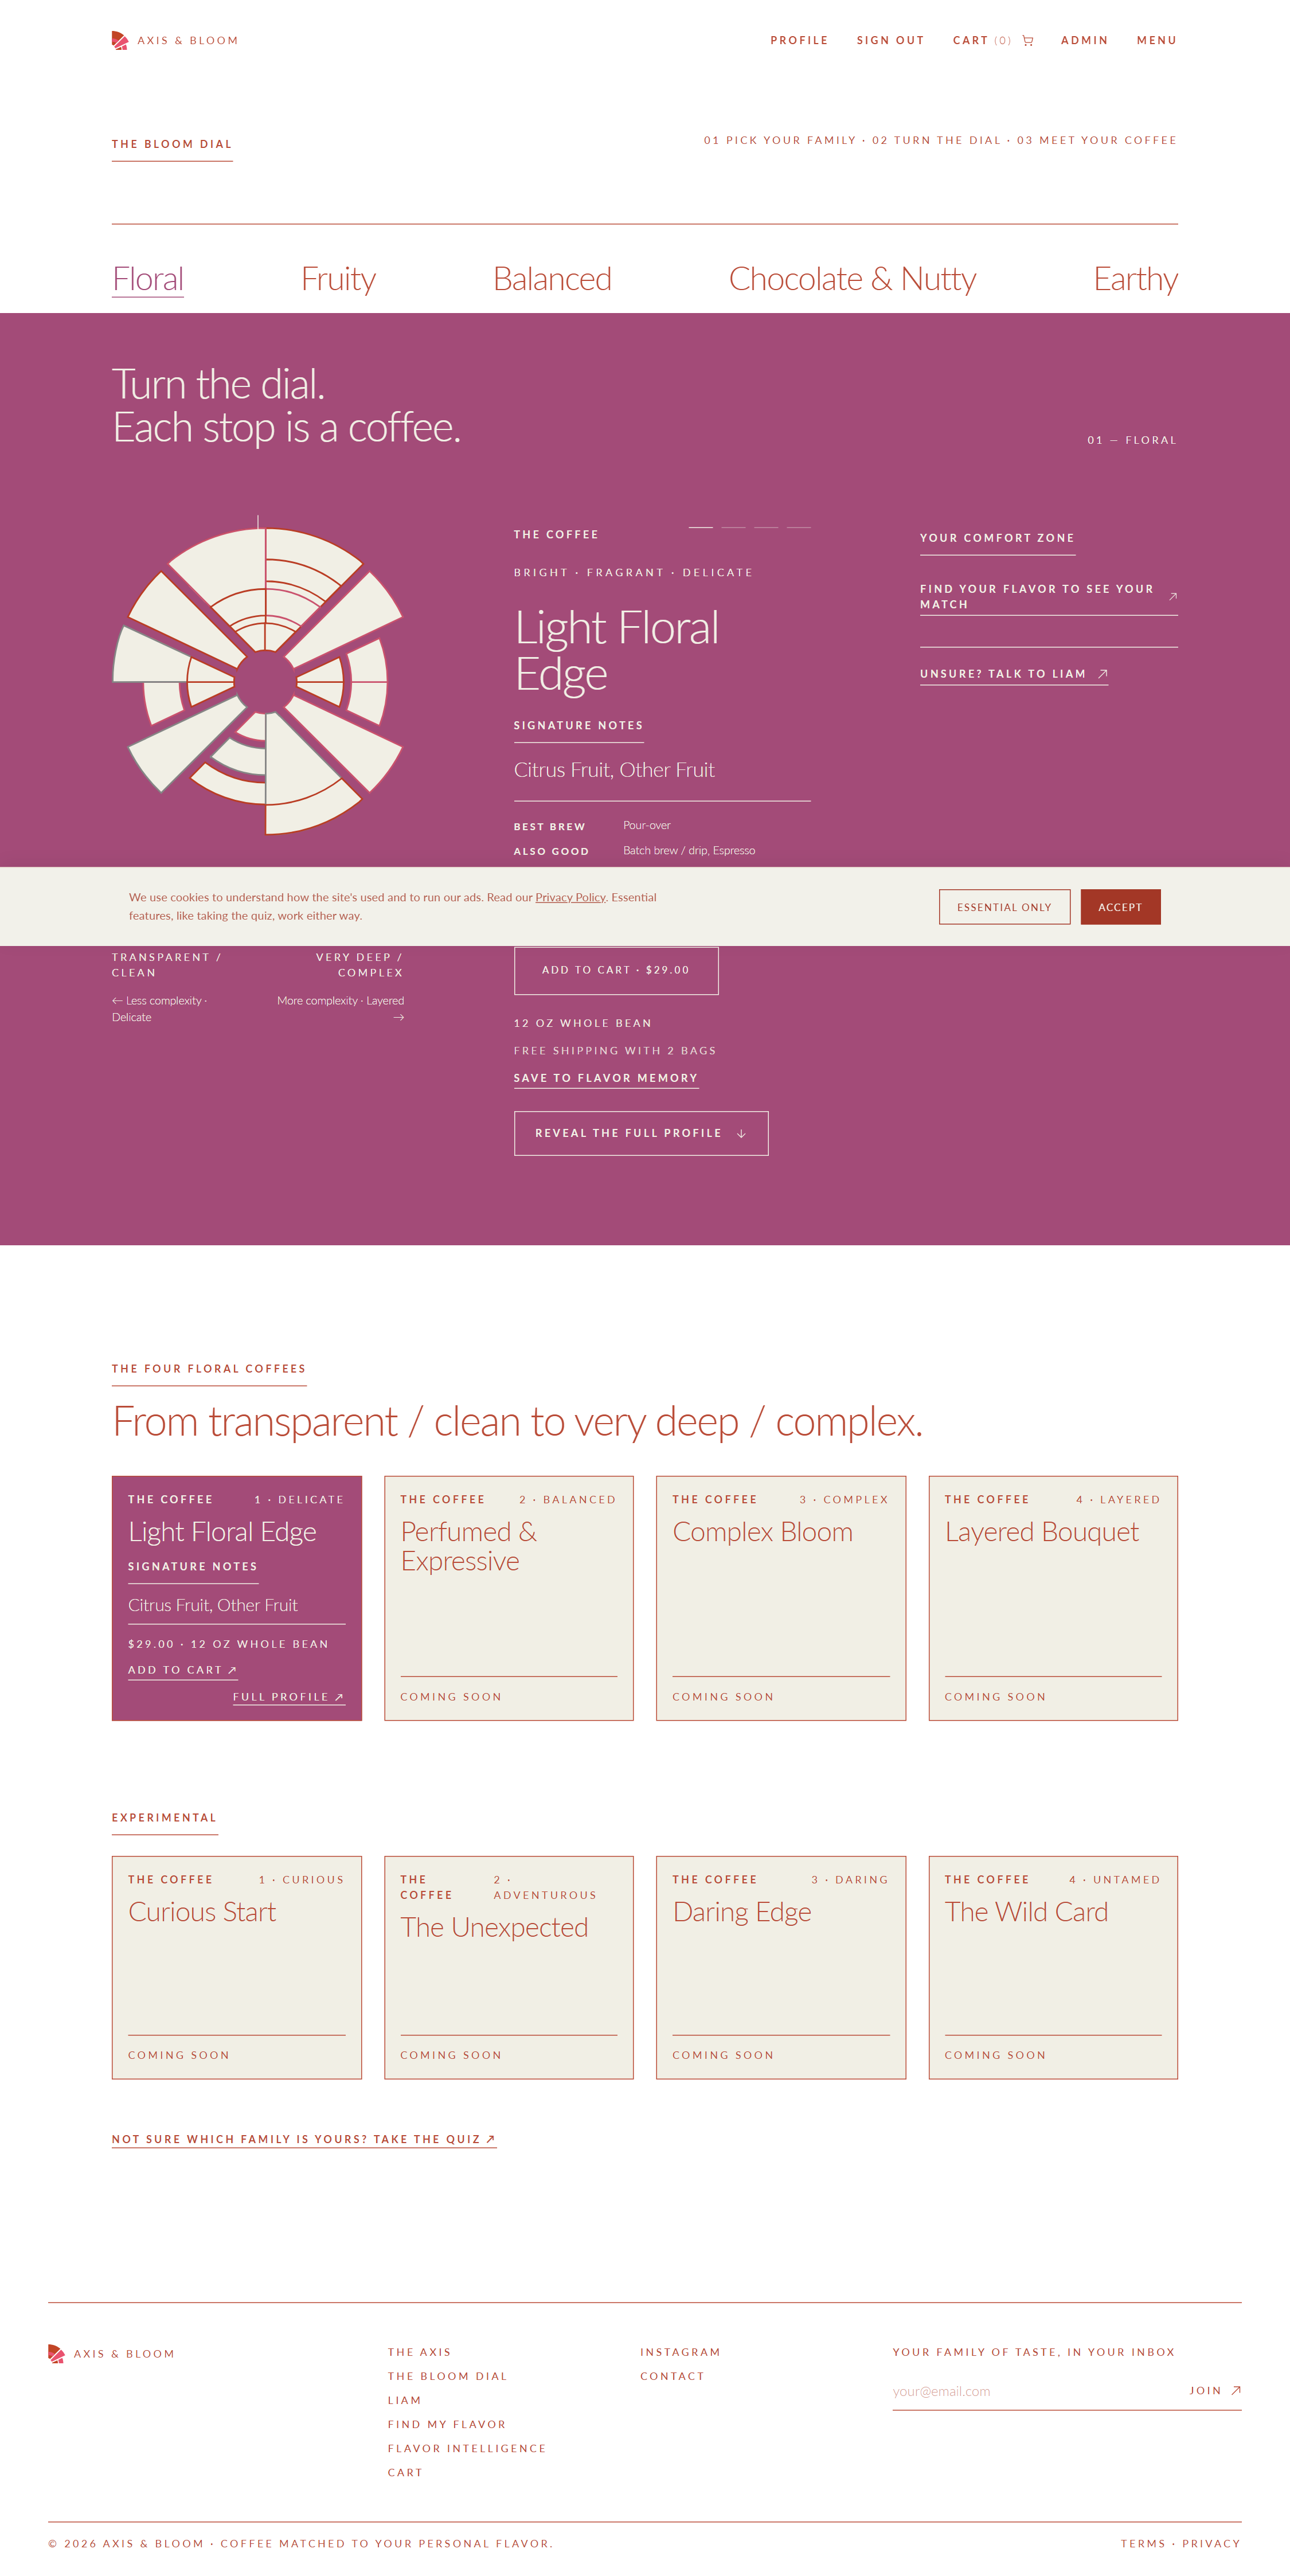 AXIS & BLOOM
PROFILE SIGN OUT CART (0) ADMIN MENU
THE BLOOM DIAL
01 PICK YOUR FAMILY · 02 TURN THE DIAL · 03 MEET YOUR COFFEE
Floral Fruity Balanced Chocolate & Nutty Earthy
Turn the dial.
Each stop is a coffee.
01 — FLORAL
THE COFFEE
BRIGHT · FRAGRANT · DELICATE
Light Floral
Edge
SIGNATURE NOTES
Citrus Fruit, Other Fruit
BEST BREW Pour-over
ALSO GOOD Batch brew / drip, Espresso
YOUR COMFORT ZONE
FIND YOUR FLAVOR TO SEE YOUR
MATCH ↗
UNSURE? TALK TO LIAM ↗
We use cookies to understand how the site's used and to run our ads. Read our Privacy Policy. Essential
features, like taking the quiz, work either way.
ESSENTIAL ONLY
ACCEPT
TRANSPARENT /
CLEAN
← Less complexity ·
Delicate
VERY DEEP /
COMPLEX
More complexity · Layered
→
ADD TO CART · $29.00
12 OZ WHOLE BEAN
FREE SHIPPING WITH 2 BAGS
SAVE TO FLAVOR MEMORY
REVEAL THE FULL PROFILE ↓
THE FOUR FLORAL COFFEES
From transparent / clean to very deep / complex.
THE COFFEE 1 · DELICATE
Light Floral Edge
SIGNATURE NOTES
Citrus Fruit, Other Fruit
$29.00 · 12 OZ WHOLE BEAN
ADD TO CART ↗
FULL PROFILE ↗
THE COFFEE 2 · BALANCED
Perfumed &
Expressive
COMING SOON
THE COFFEE 3 · COMPLEX
Complex Bloom
COMING SOON
THE COFFEE 4 · LAYERED
Layered Bouquet
COMING SOON
EXPERIMENTAL
THE COFFEE 1 · CURIOUS
Curious Start
COMING SOON
THE 2 ·
COFFEE ADVENTUROUS
The Unexpected
COMING SOON
THE COFFEE 3 · DARING
Daring Edge
COMING SOON
THE COFFEE 4 · UNTAMED
The Wild Card
COMING SOON
NOT SURE WHICH FAMILY IS YOURS? TAKE THE QUIZ ↗
AXIS & BLOOM
THE AXIS
THE BLOOM DIAL
LIAM
FIND MY FLAVOR
FLAVOR INTELLIGENCE
CART
INSTAGRAM
CONTACT
YOUR FAMILY OF TASTE, IN YOUR INBOX
your@email.com JOIN ↗
© 2026 AXIS & BLOOM · COFFEE MATCHED TO YOUR PERSONAL FLAVOR.
TERMS · PRIVACY